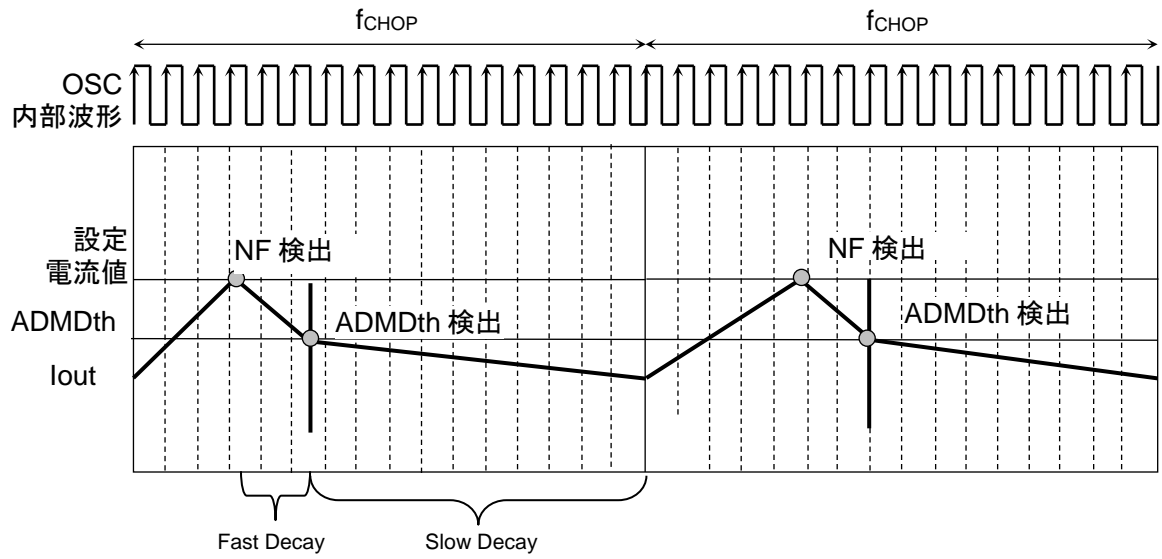 fCHOP
fCHOP
OSC
内部波形
設定
電流値
NF 検出
NF 検出
ADMDth
ADMDth 検出
ADMDth 検出
Iout
Fast Decay
Slow Decay